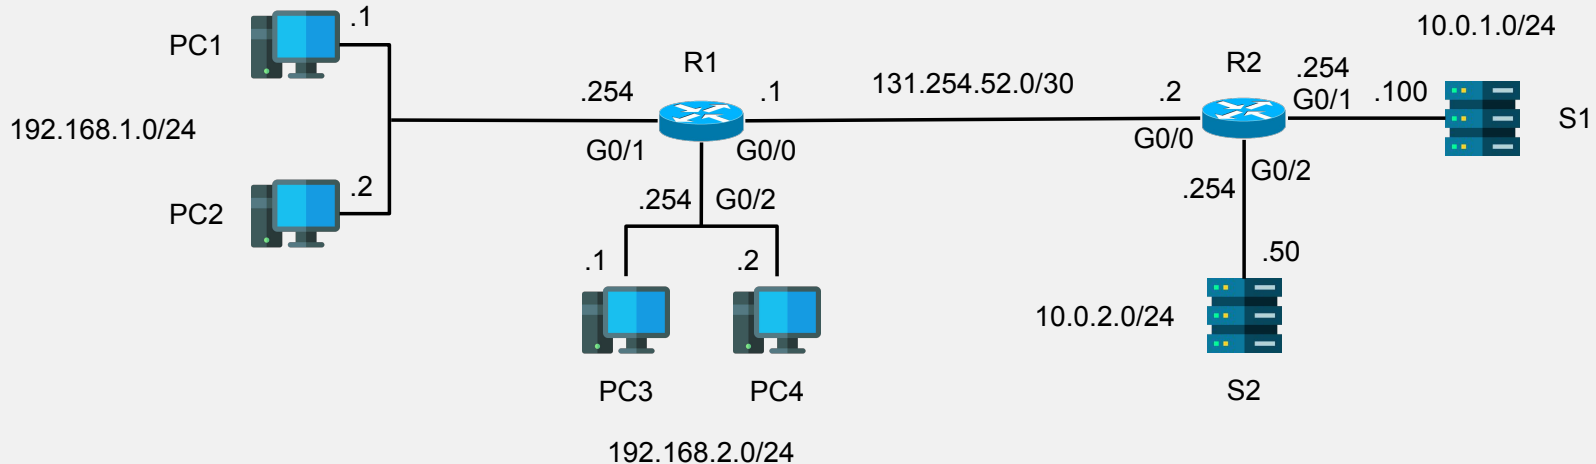 .1
PC1
192.168.1.0/24
.2
PC2
R1
.254
.1
G0/1
G0/0
131.254.52.0/30
.254
G0/2
.1
.2
PC3
PC4
192.168.2.0/24
10.0.1.0/24
R2
.2
.254
G0/1
.100
S1
G0/0
G0/2
.254
.50
10.0.2.0/24
S2